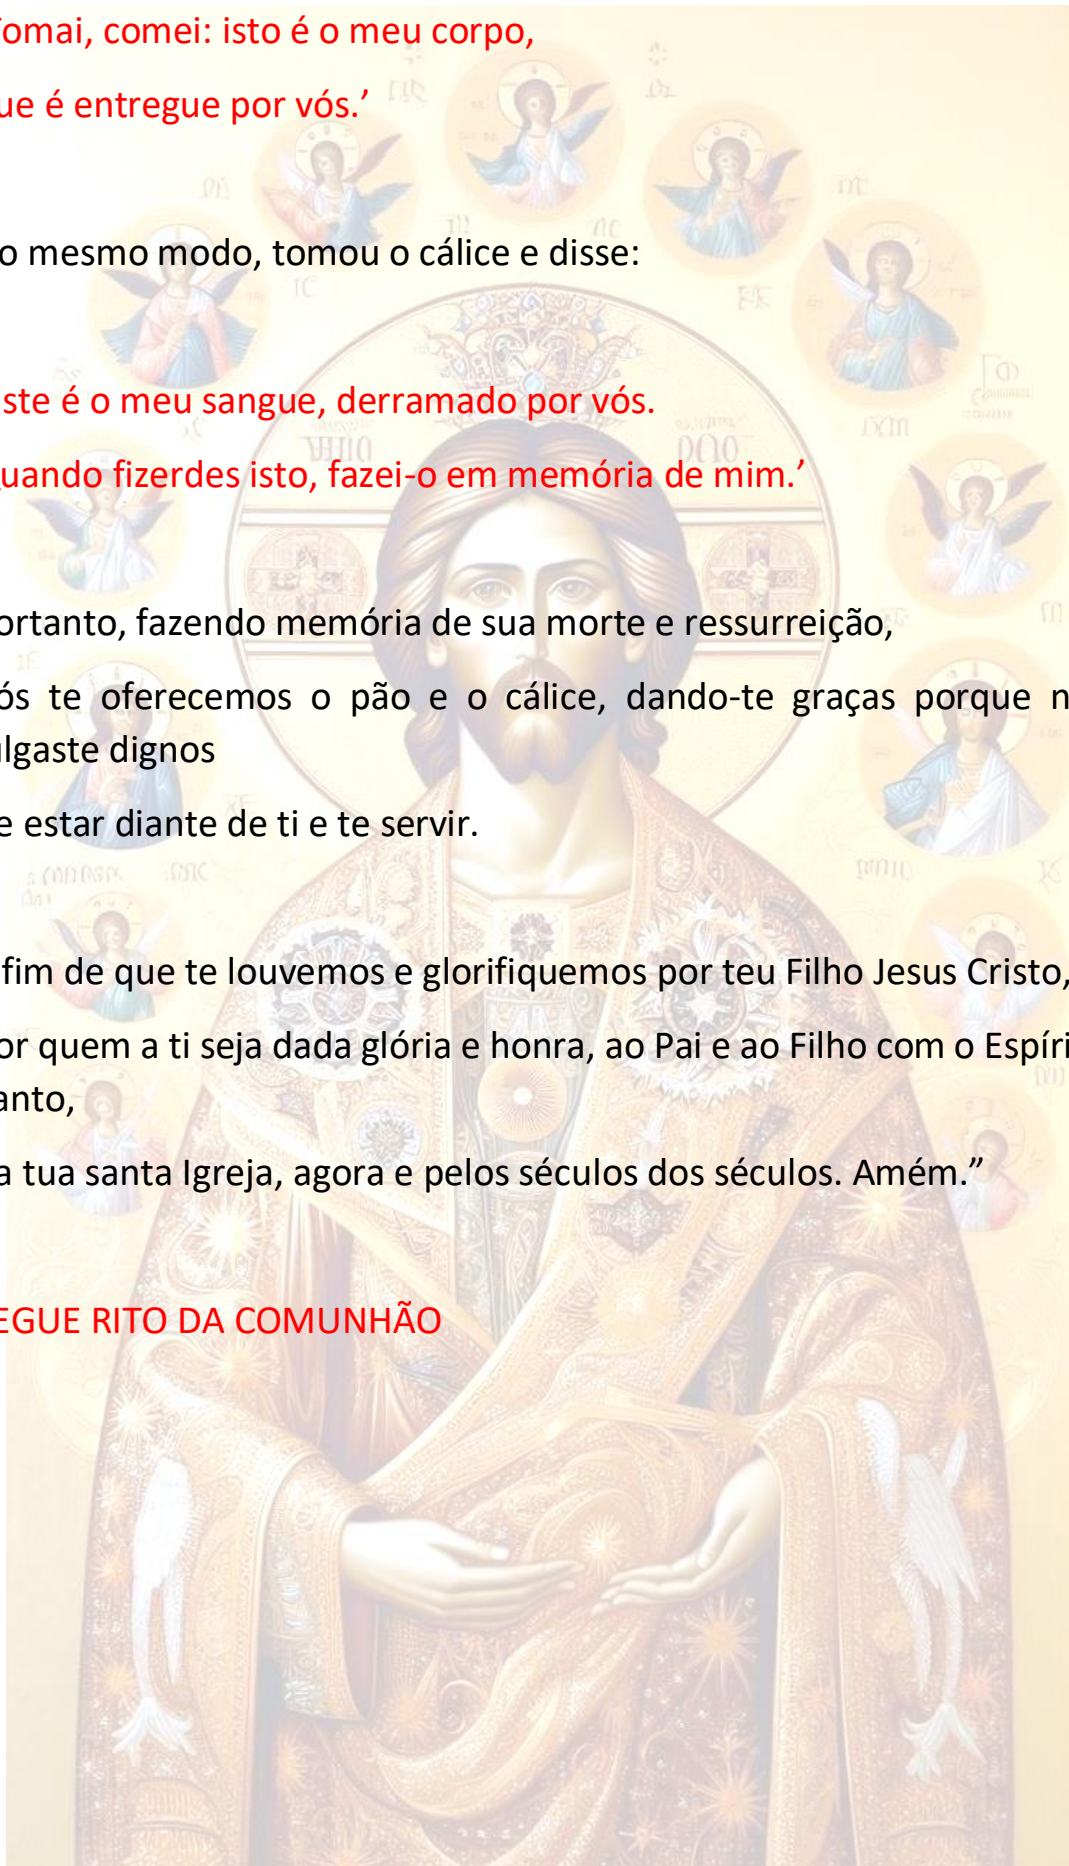 omai, comei: isto é o meu corpo,
ue é entregue por vós.’
o mesmo modo, tomou o cálice e disse:
ste é o meu sangue, derramado por vós.
uando fizerdes isto, fazei-o em memória de mim.’
ortanto, fazendo memória de sua morte e ressurreição,
ós te oferecemos o pão e o cálice, dando-te graças porque n
lgaste dignos
e estar diante de ti e te servir.
fim de que te louvemos e glorifiquemos por teu Filho Jesus Cristo,
or quem a ti seja dada glória e honra, ao Pai e ao Filho com o Espíri
anto,
a tua santa Igreja, agora e pelos séculos dos séculos. Amém.”
EGUE RITO DA COMUNHÃO